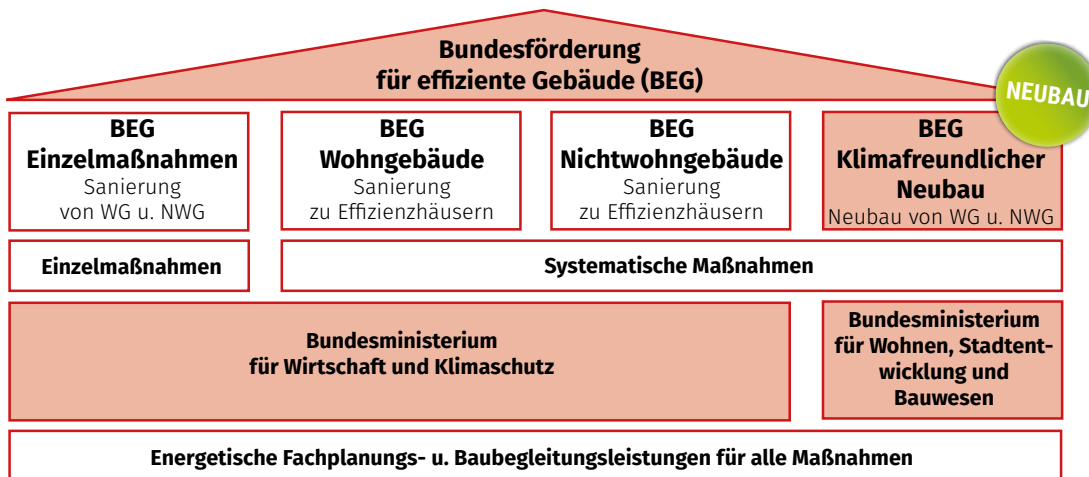 Bundesförderung
für effiziente Gebäude (BEG)
NEUBAU
BEG
Einzelmaßnahmen
Sanierung
von WG u. NWG
BEG
Wohngebäude
Sanierung
zu Effizienzhäusern
BEG
Nichtwohngebäude
Sanierung
zu Effizienzhäusern
BEG
Klimafreundlicher
Neubau
Neubau von WG u. NWG
Einzelmaßnahmen
Systematische Maßnahmen
Bundesministerium
für Wirtschaft und Klimaschutz
Bundesministerium
für Wohnen, Stadtent-
wicklung und
Bauwesen
Energetische Fachplanungs- u. Baubegleitungsleistungen für alle Maßnahmen